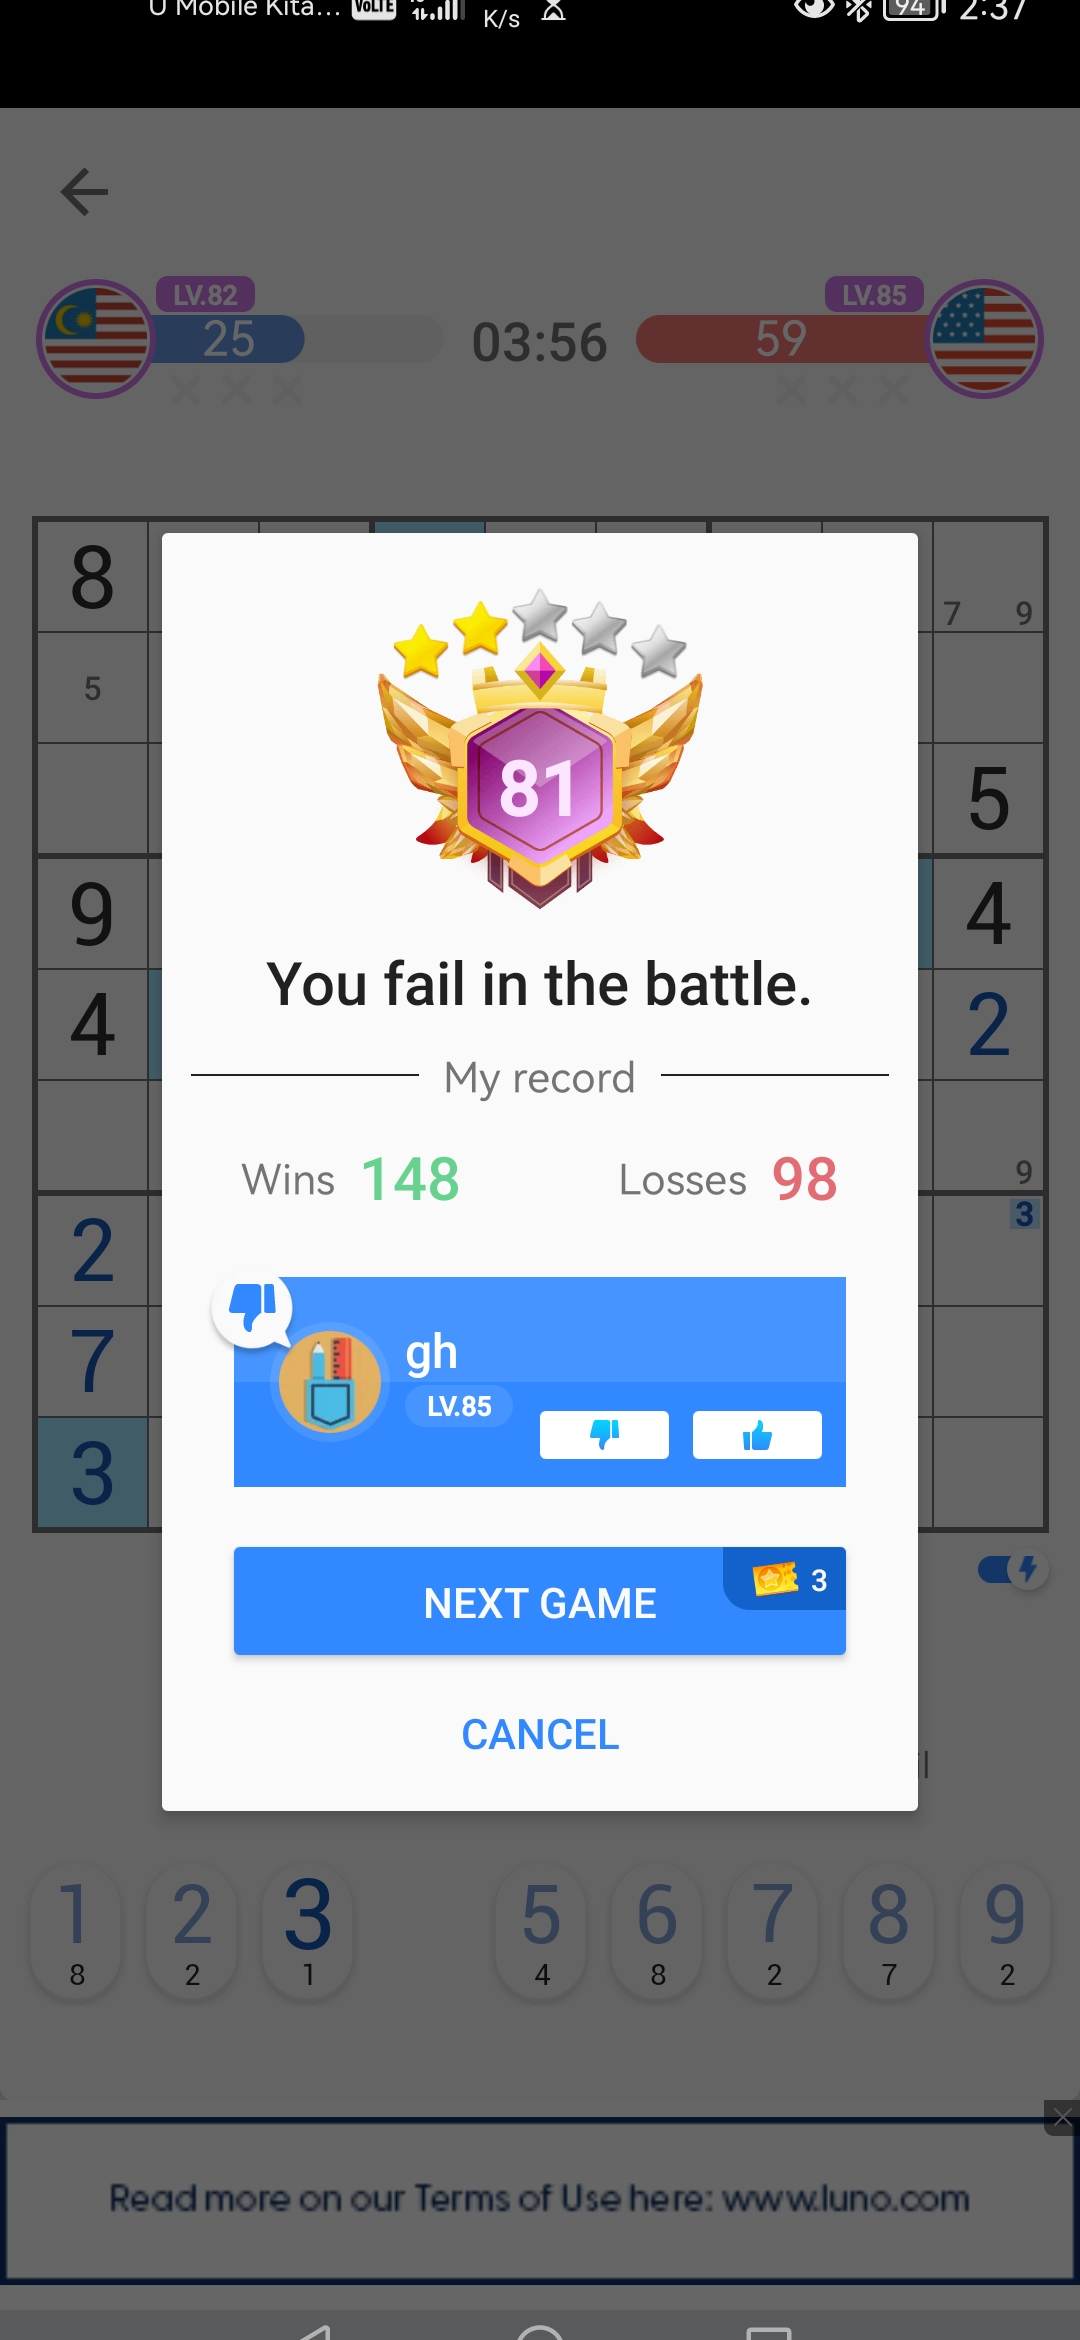 U Mobile Kita... VoLTE K/s 94 2:37
LV.82 LV.85
25 03:56 59
8 7 9
5
5
9 4
4 2
9
2 3
7
3
81
You fail in the battle.
My record
Wins 148 Losses 98
gh
LV.85
NEXT GAME 3
CANCEL
1 2 3 5 6 7 8 9
8 2 1 4 8 2 7 2
Read more on our Terms of Use here: www.luno.com